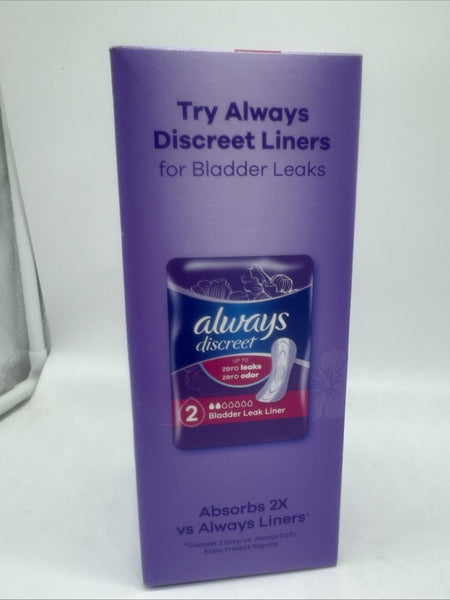 Try Always
Discreet Liners
for Bladder Leaks
always
discreet
UP TO
zero leaks
zero odor
2
Bladder Leak Liner
Absorbs 2X
vs Always Liners*
*Discreet 2 Drop vs. Always Daily
Extra Protect Regular